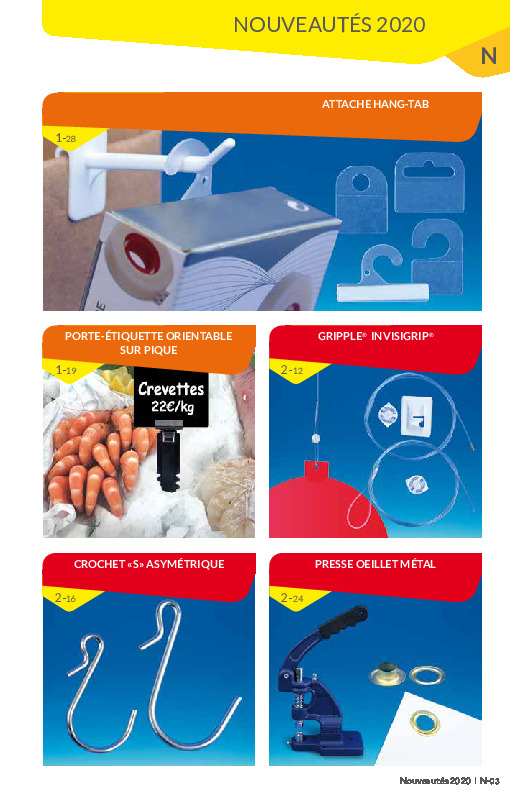 NOUVEAUTÉS 2020
N
ATTACHE HANG-TAB
1-28
PORTE-ÉTIQUETTE ORIENTABLE
SUR PIQUE
1-19
Crevettes
22€/kg
GRIPPLE® INVISIGRIP®
2-12
CROCHET «S» ASYMÉTRIQUE
2-16
PRESSE OEILLET MÉTAL
2-24
Nouveautés 2020 | N-03